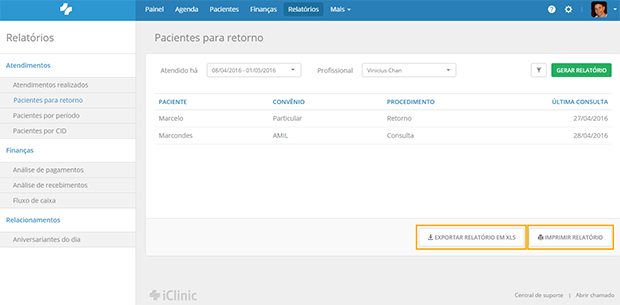 Painel Agenda Pacientes Finanças Relatórios Mais
Relatórios
Atendimentos
Atendimentos realizados
Pacientes para retorno
Pacientes por período
Pacientes por CID
Finanças
Análise de pagamentos
Análise de recebimentos
Fluxo de caixa
Relacionamentos
Aniversariantes do dia
Pacientes para retorno
Atendido há 08/04/2016 - 01/05/2016 Profissional Vinicius Chan GERAR RELATÓRIO
PACIENTE CONVÊNIO PROCEDIMENTO ÚLTIMA CONSULTA
Marcelo Particular Retorno 27/04/2016
Marcondes AMIL Consulta 28/04/2016
EXPORTAR RELATÓRIO EM XLS IMPRIMIR RELATÓRIO
iClinic Central de suporte | Abrir chamado